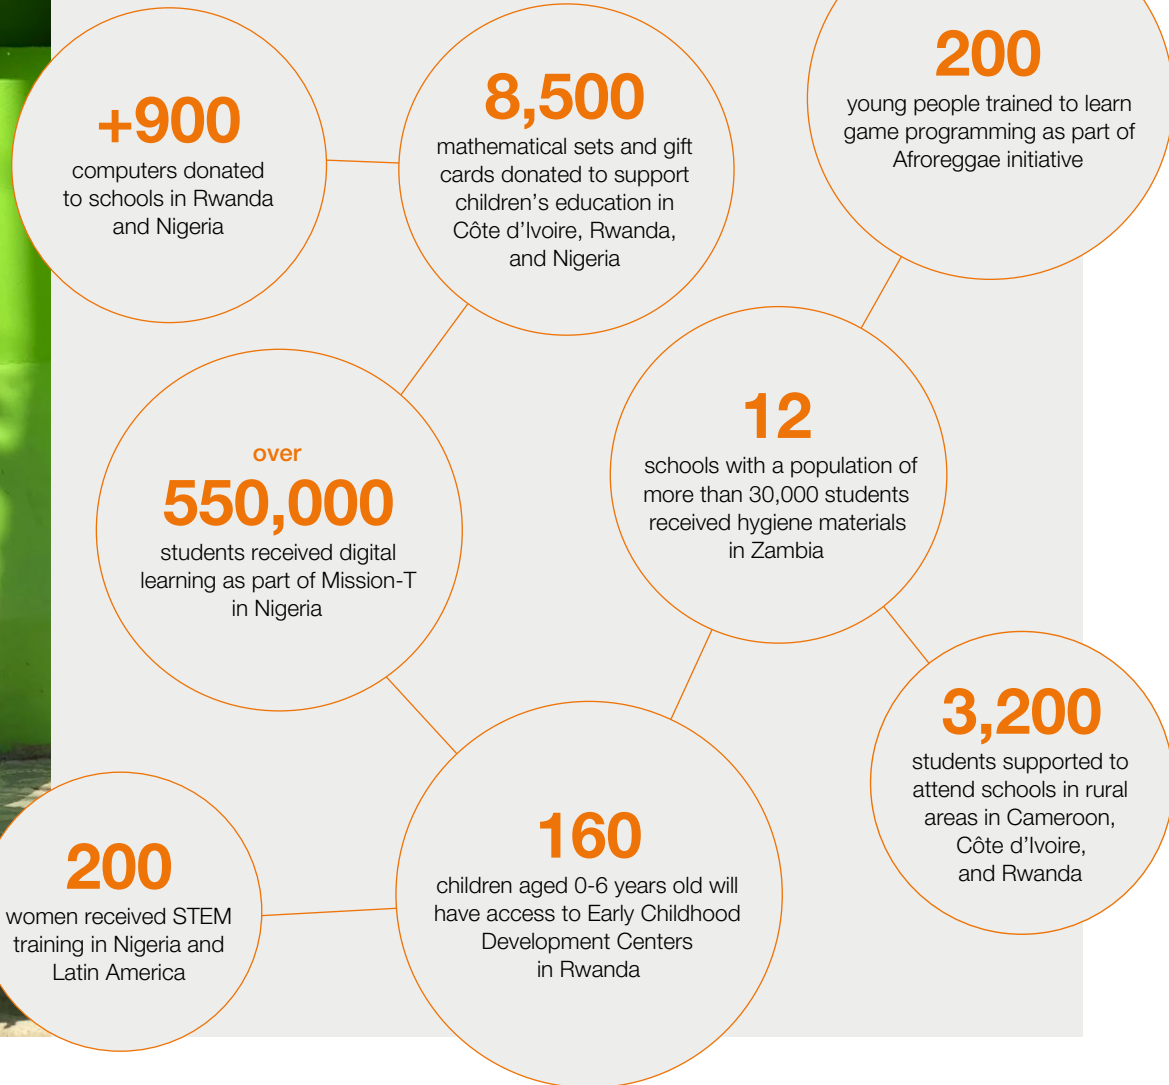 +900
computers donated
to schools in Rwanda
and Nigeria
8,500
mathematical sets and gift
cards donated to support
children's education in
Côte d'Ivoire, Rwanda,
and Nigeria
200
young people trained to learn
game programming as part of
Afroreggae initiative
over
550,000
students received digital
learning as part of Mission-T
in Nigeria
12
schools with a population of
more than 30,000 students
received hygiene materials
in Zambia
3,200
students supported to
attend schools in rural
areas in Cameroon,
Côte d'Ivoire,
and Rwanda
200
women received STEM
training in Nigeria and
Latin America
160
children aged 0-6 years old will
have access to Early Childhood
Development Centers
in Rwanda